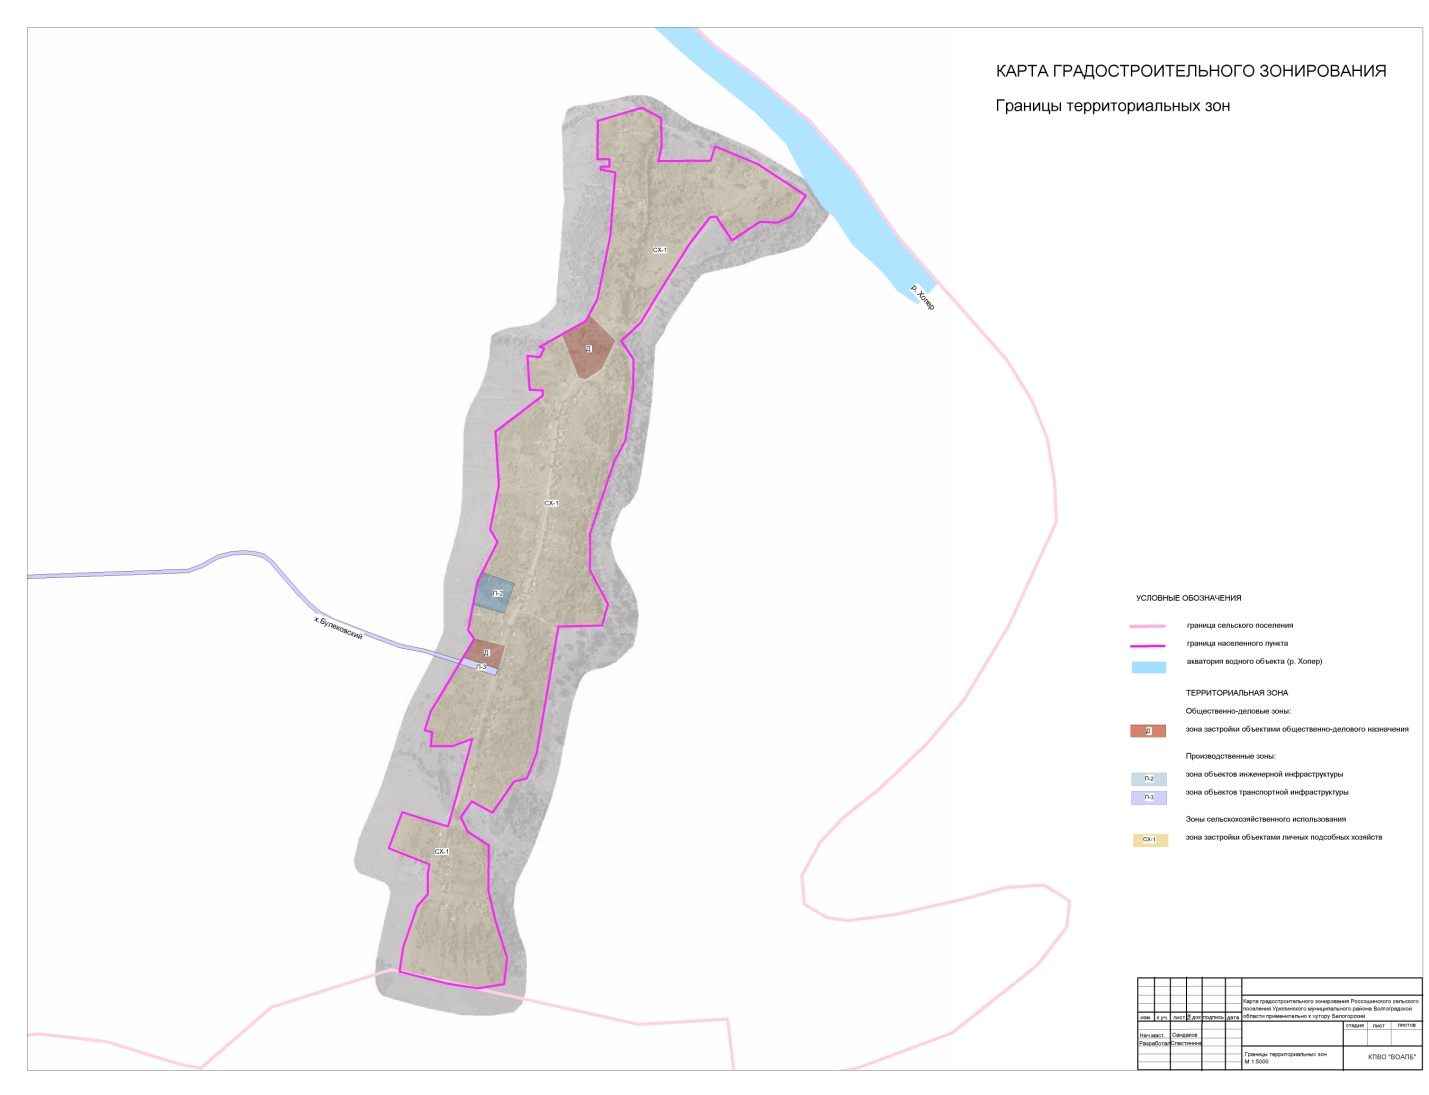 КАРТА ГРАДОСТРОИТЕЛЬНОГО ЗОНИРОВАНИЯ
Границы территориальных зон
СХ-1
р. Хопер
Д
СХ-1
П-2
х.Булековский
Д
П-3
СХ-1
УСЛОВНЫЕ ОБОЗНАЧЕНИЯ
граница сельского поселения
граница населенного пункта
акватория водного объекта (р. Хопер)
ТЕРРИТОРИАЛЬНАЯ ЗОНА
Общественно-деловые зоны:
Д зона застройки объектами общественно-делового назначения
Производственные зоны:
П-2 зона объектов инженерной инфраструктуры
П-3 зона объектов транспортной инфраструктуры
Зоны сельскохозяйственного использования
СХ-1 зона застройки объектами личных подсобных хозяйств
Карта градостроительного зонирования Россошинского сельского
поселения Урюпинского муниципального района Волгоградской
области применительно к хутору Белогорский
изм. к уч. лист № док подпись дата
стадия лист листов
Нач.маст. Сандаков
Разработал Сластинина
Границы территориальных зон
М 1:5000
КПВО "ВОАПБ"